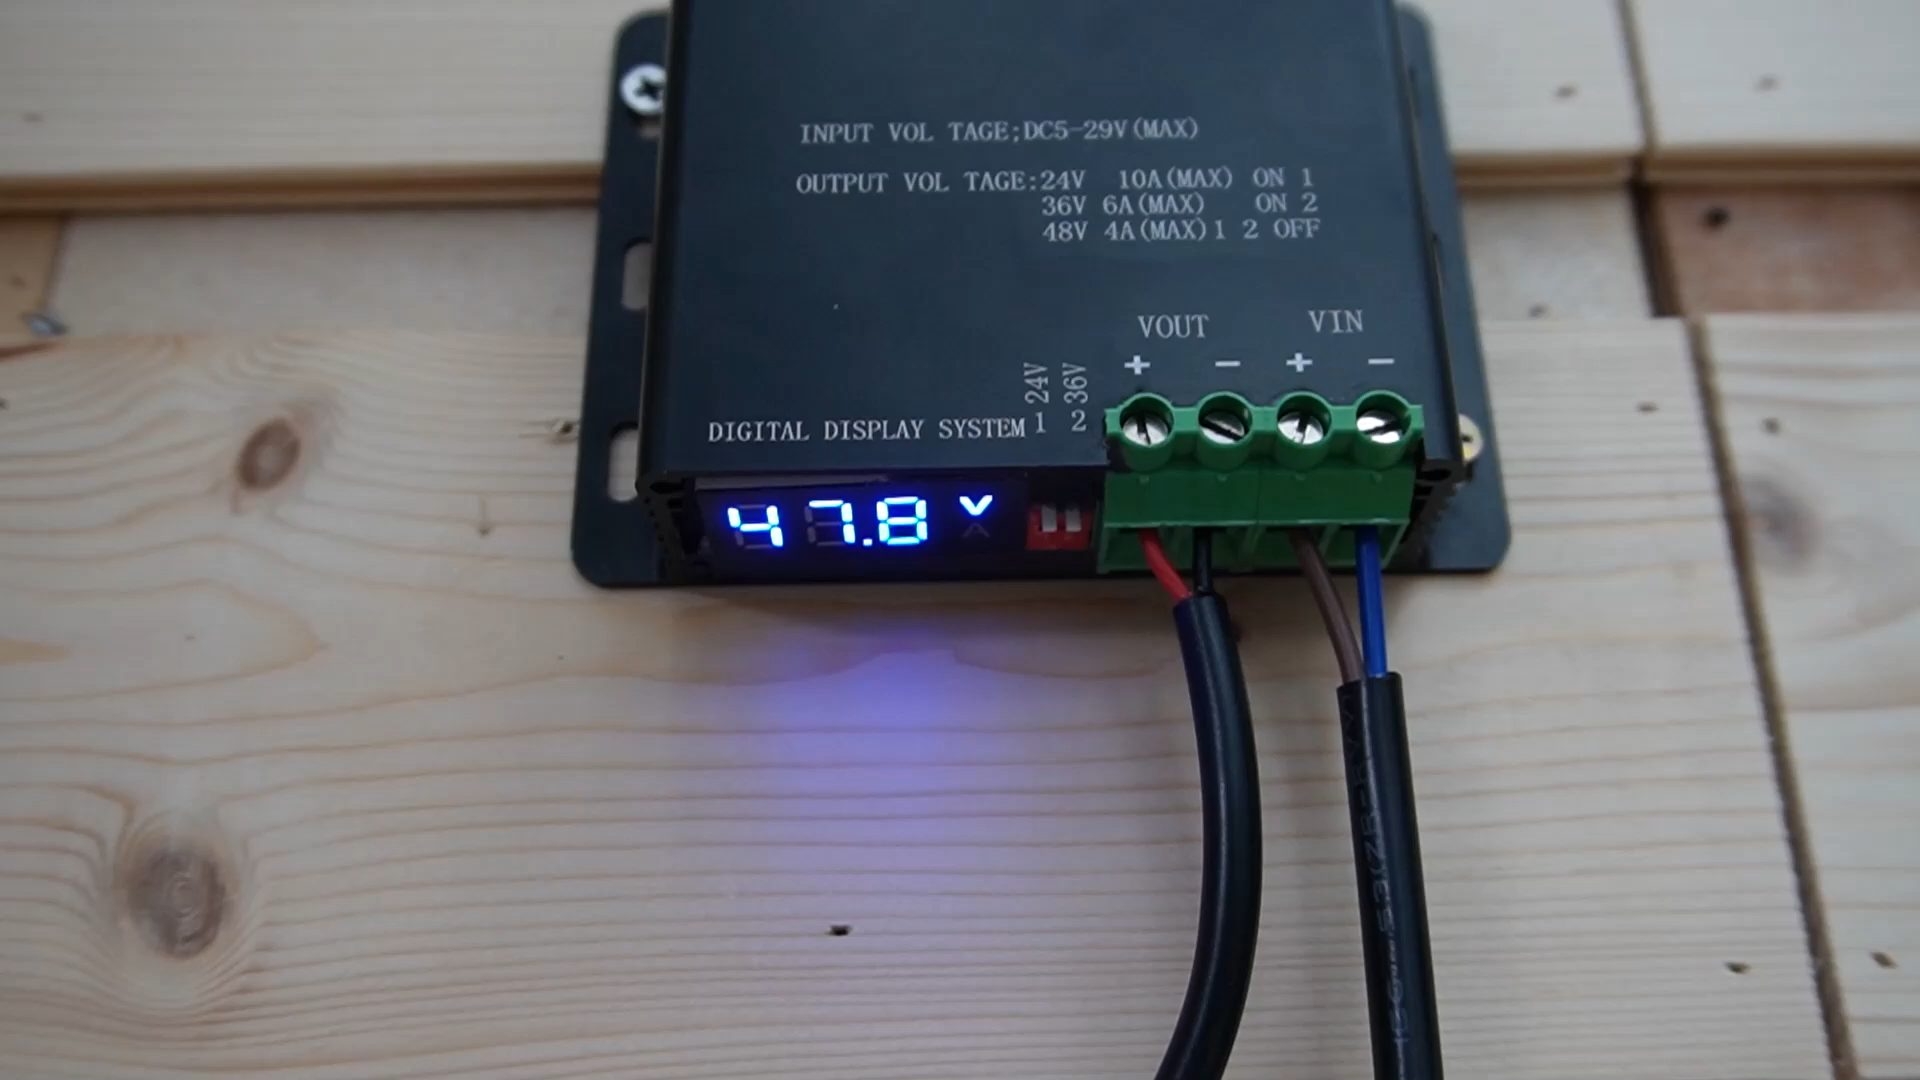 INPUT VOL TAGE;DC5-29V(MAX)
OUTPUT VOL TAGE:24V 10A(MAX) ON 1
36V 6A(MAX) ON 2
48V 4A(MAX) 1 2 OFF
VOUT VIN
+ - + -
24V 36V
DIGITAL DISPLAY SYSTEM 1 2
47.8 V